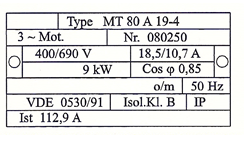 Type MT 80 A 19-4
3 ~ Mot. Nr. 080250
400/690 V 18,5/10,7 A
9 kW Cos φ 0,85
o/m 50 Hz
VDE 0530/91 Isol.Kl. B IP
Ist 112,9 A